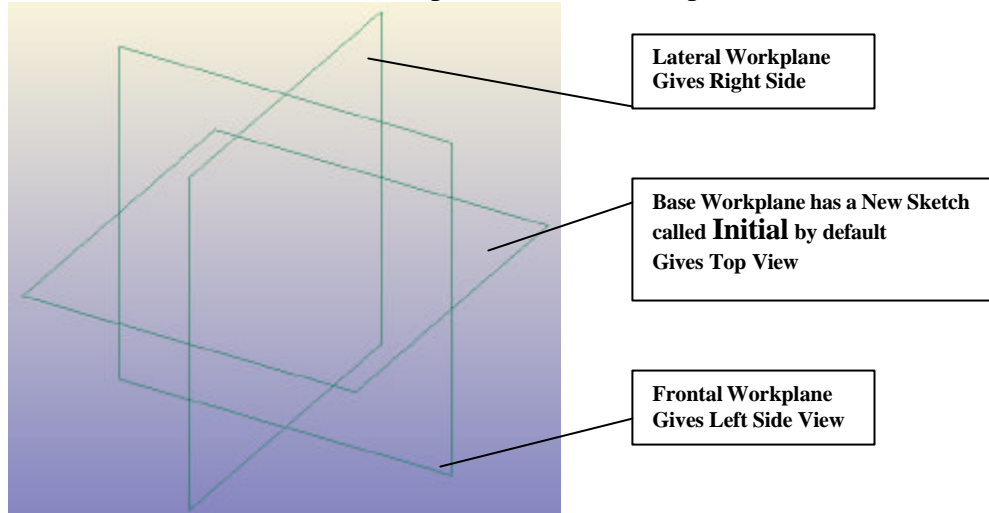 Lateral Workplane
Gives Right Side
Base Workplane has a New Sketch
called Initial by default
Gives Top View
Frontal Workplane
Gives Left Side View